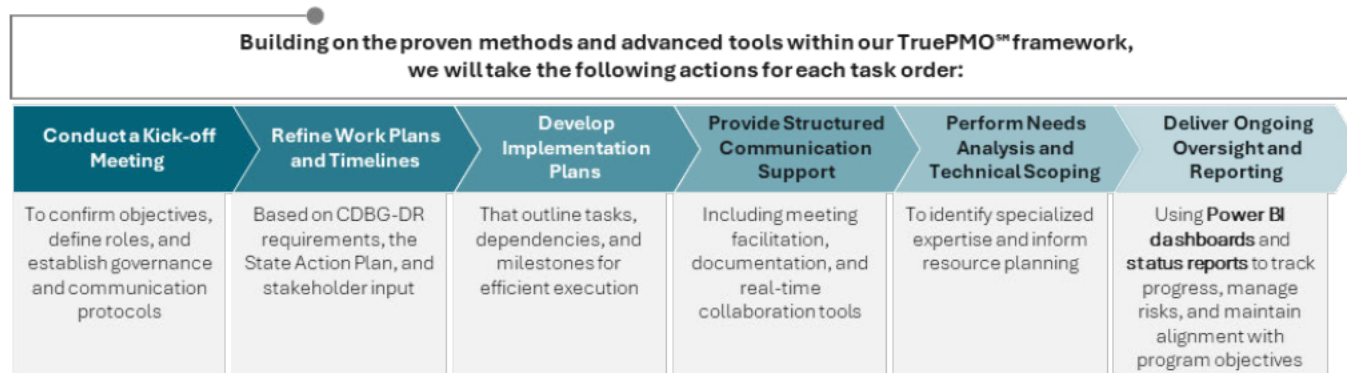 Building on the proven methods and advanced tools within our TruePMO℠ framework,
we will take the following actions for each task order:
Conduct a Kick-off
Meeting
To confirm objectives,
define roles, and
establish governance
and communication
protocols
Refine Work Plans
and Timelines
Based on CDBG-DR
requirements, the
State Action Plan, and
stakeholder input
Develop
Implementation
Plans
That outline tasks,
dependencies, and
milestones for
efficient execution
Provide Structured
Communication
Support
Including meeting
facilitation,
documentation, and
real-time
collaboration tools
Perform Needs
Analysis and
Technical Scoping
To identify specialized
expertise and inform
resource planning
Deliver Ongoing
Oversight and
Reporting
Using Power BI
dashboards and
status reports to track
progress, manage
risks, and maintain
alignment with
program objectives